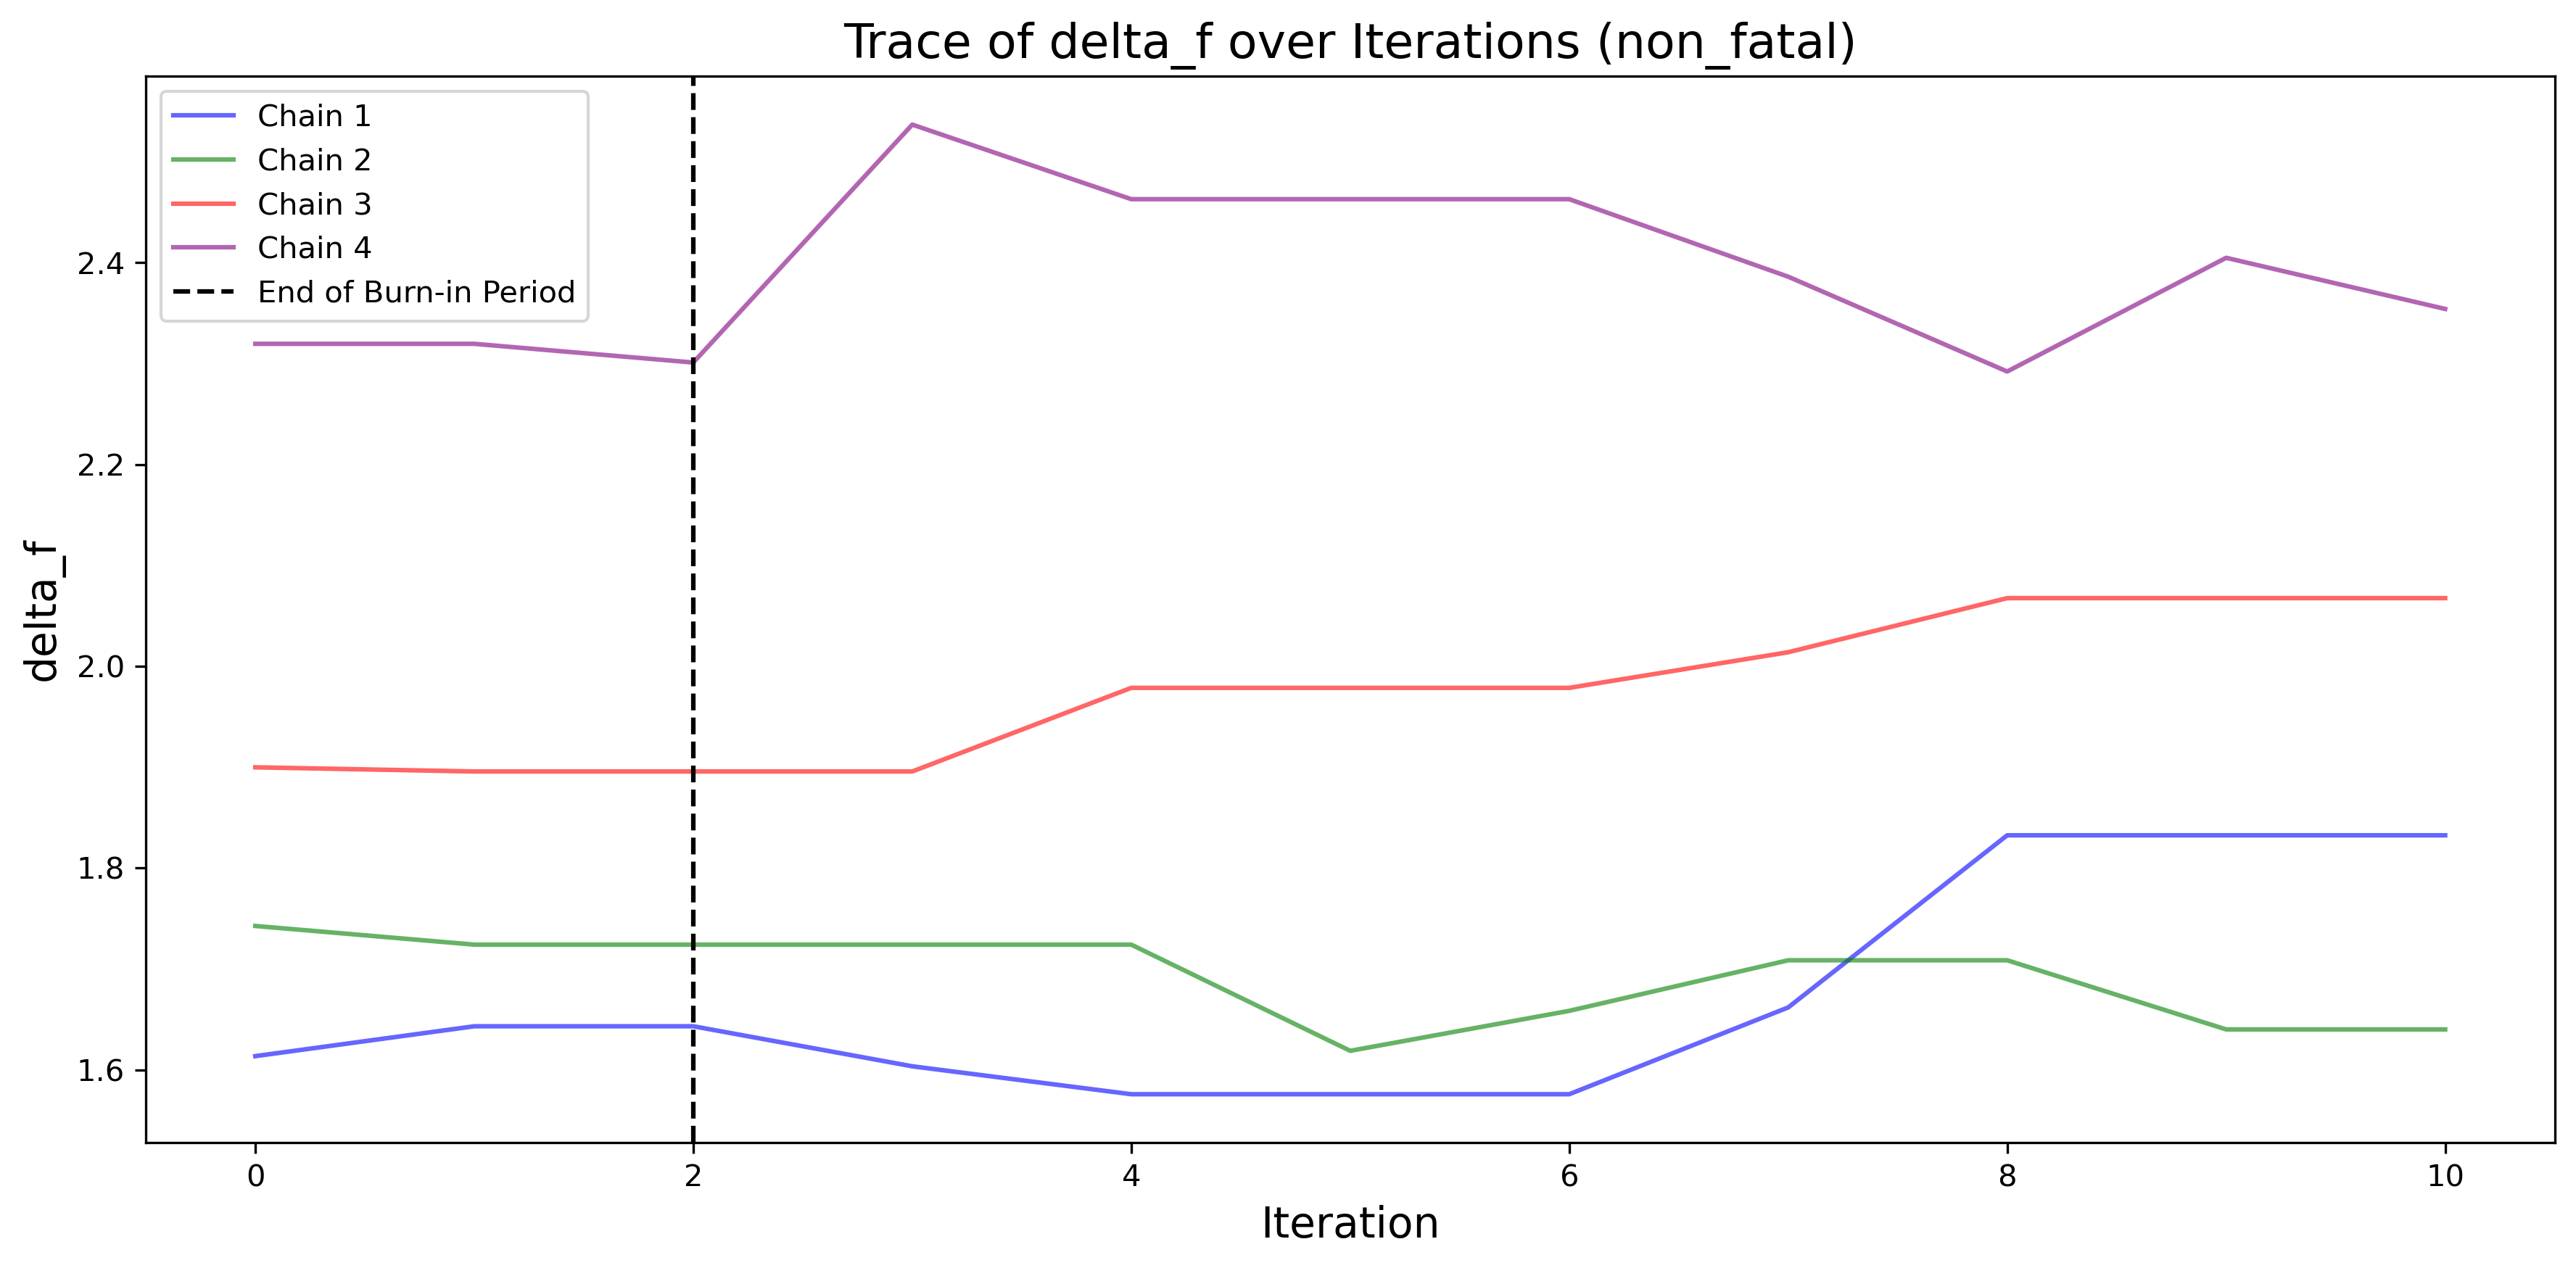 Trace of delta_f over Iterations (non_fatal)
Chain 1
Chain 2
Chain 3
Chain 4
End of Burn-in Period
delta_f
2.4
2.2
2.0
1.8
1.6
0 2 4 6 8 10
Iteration